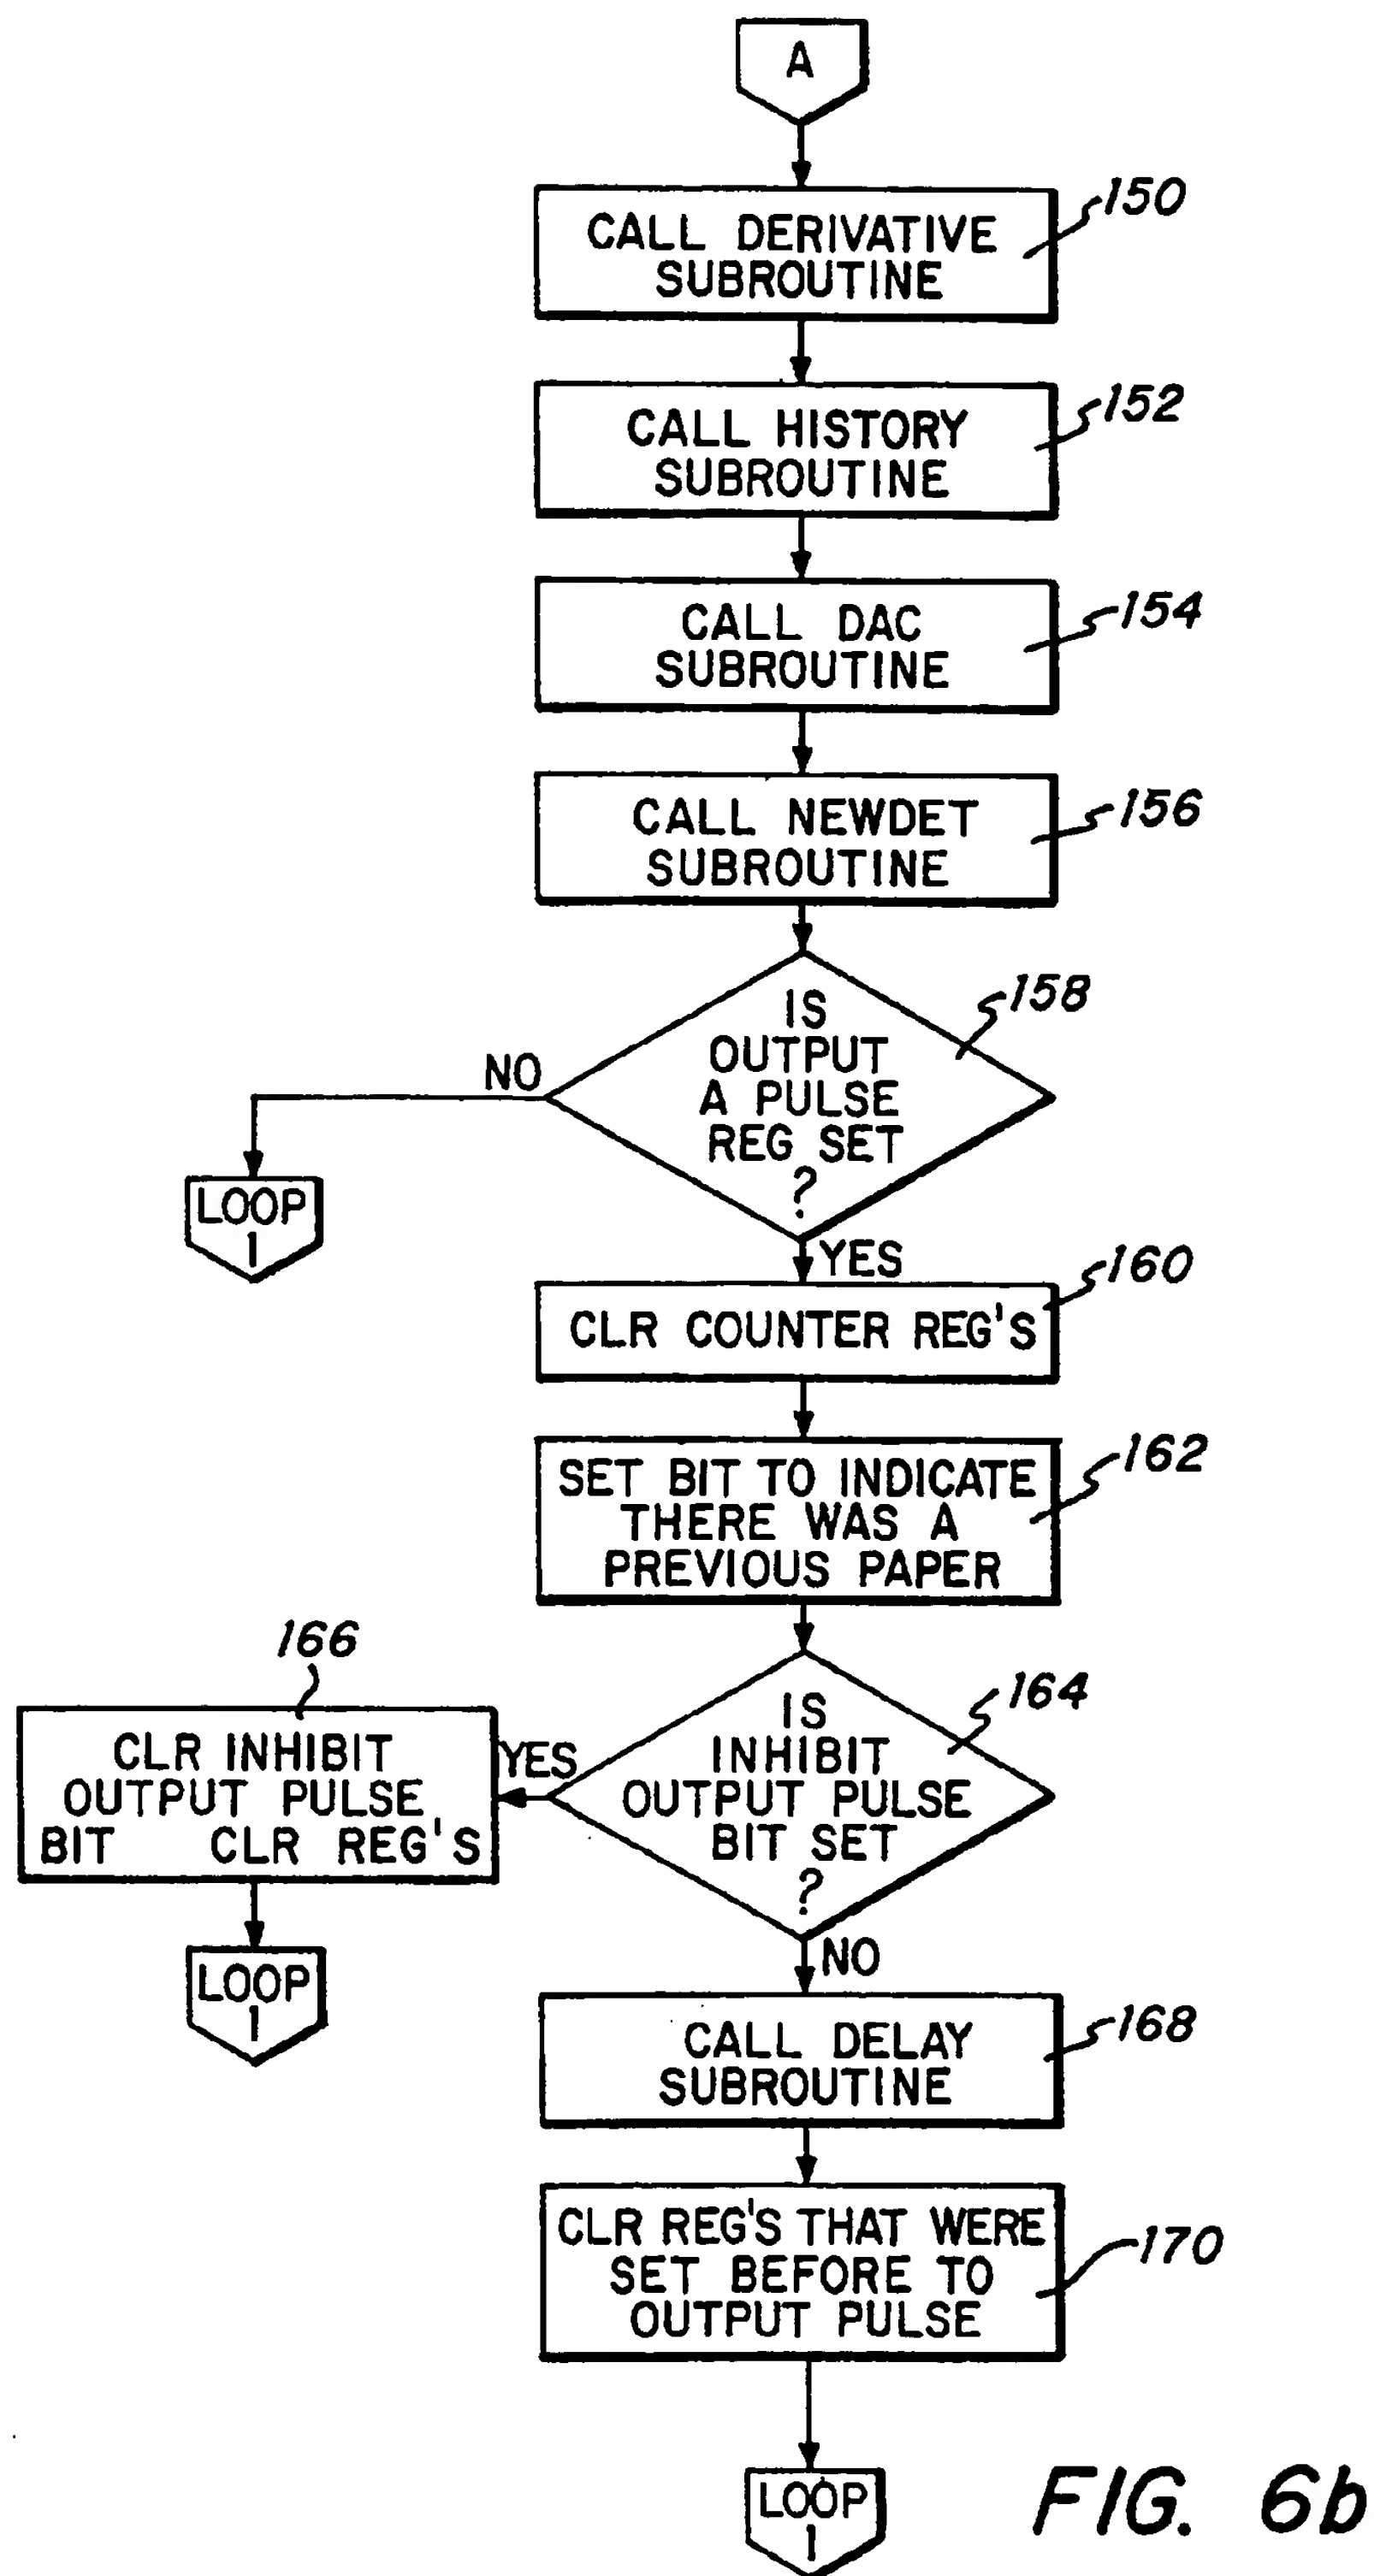 A
CALL DERIVATIVE
SUBROUTINE
150
CALL HISTORY
SUBROUTINE
152
CALL DAC
SUBROUTINE
154
CALL NEWDET
SUBROUTINE
156
IS
OUTPUT
A PULSE
REG SET
?
158
NO
LOOP
1
YES
CLR COUNTER REG'S
160
SET BIT TO INDICATE
THERE WAS A
PREVIOUS PAPER
162
IS
INHIBIT
OUTPUT PULSE
BIT SET
?
164
YES
166
CLR INHIBIT
OUTPUT PULSE
BIT CLR REG'S
LOOP
1
NO
CALL DELAY
SUBROUTINE
168
CLR REG'S THAT WERE
SET BEFORE TO
OUTPUT PULSE
170
LOOP
1
FIG. 6b